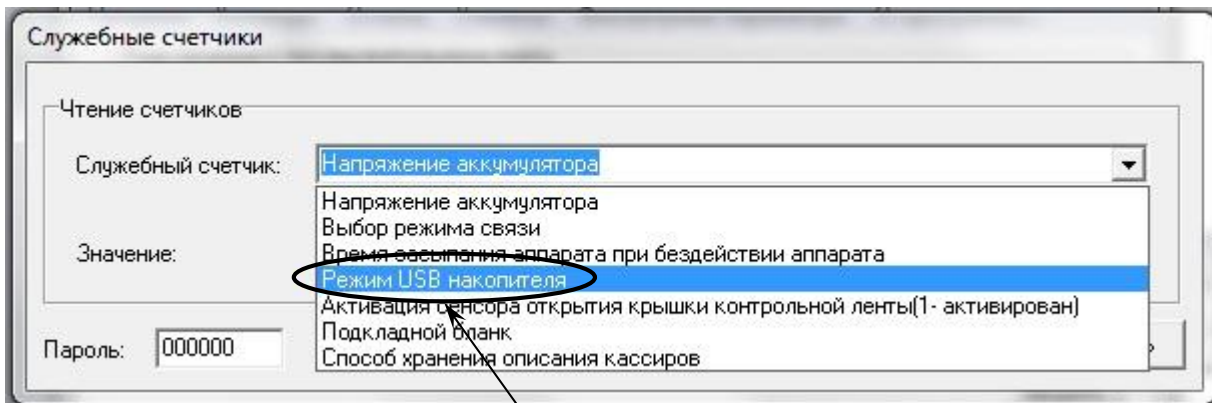 Служебные счетчики
Чтение счетчиков
Служебный счетчик:
Напряжение аккумулятора
Напряжение аккумулятора
Выбор режима связи
Значение:
Время засыпания аппарата при бездействии аппарата
Режим USB накопителя
Активация сенсора открытия крышки контрольной ленты(1- активирован)
Подкладной бланк
Пароль:
000000
Способ хранения описания кассиров